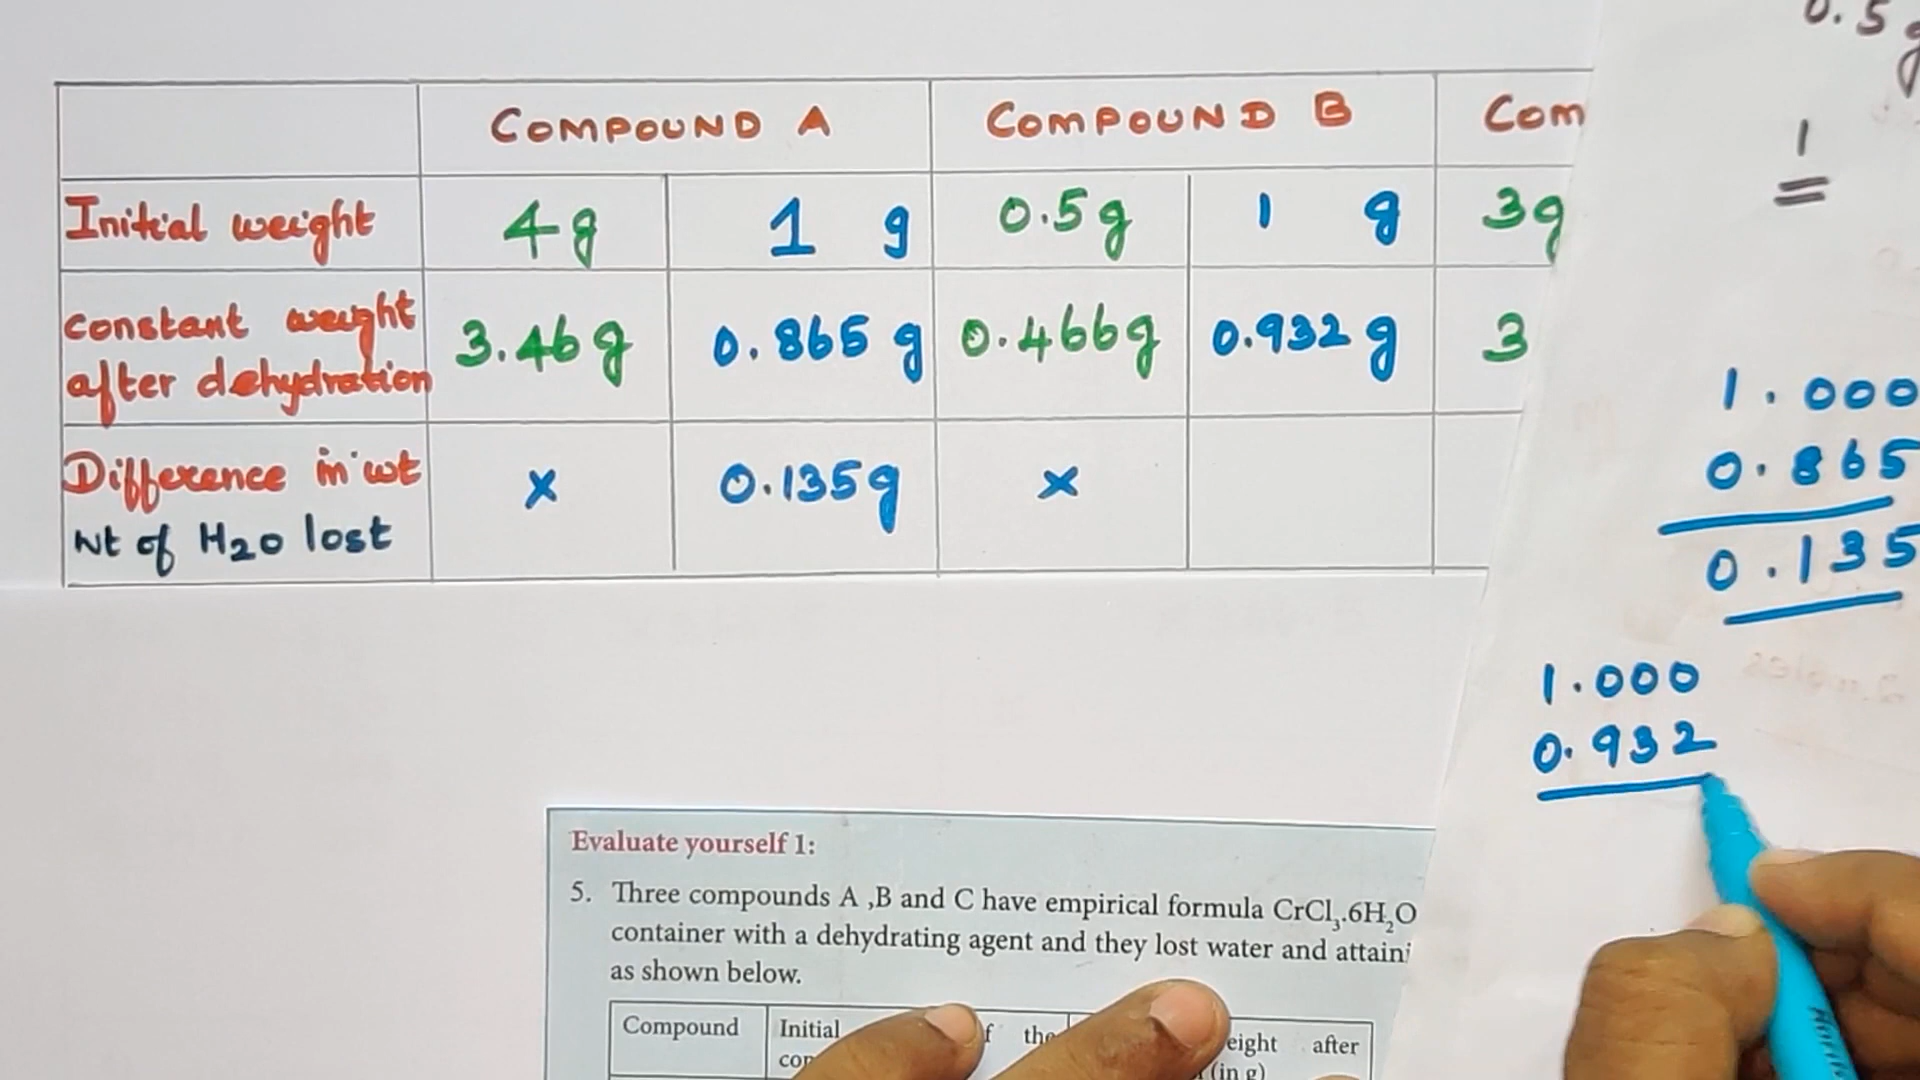 COMPOUND A COMPOUND B Com
Initial weight 4g 1 g 0.5g 1 g 3g
constant weight
after dehydration 3.46g 0.865 g 0.466g 0.932 g 3
Difference in wt x 0.135g x
wt of H2O lost
0.5g
1
=
1.000
0.865
0.135
1.000
0.932
Evaluate yourself 1:
5. Three compounds A ,B and C have empirical formula CrCl₃.6H₂O
container with a dehydrating agent and they lost water and attaini
as shown below.
Compound Initial f the eight after
(in g)